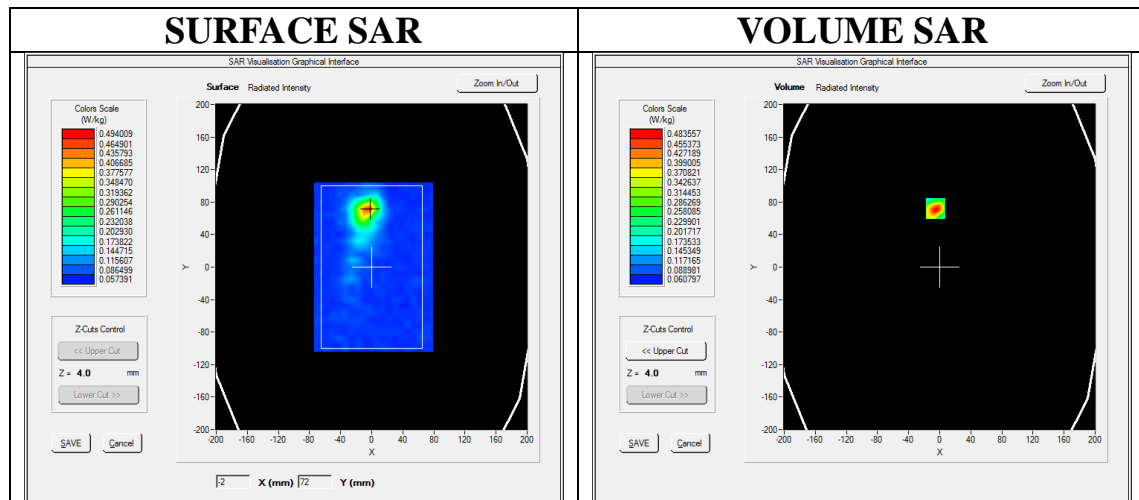 SURFACE SAR
SAR Visualisation Graphical Interface
Surface Radiated Intensity
Zoom In/Out
Colors Scale
(W/kg)
0.494009
0.464901
0.435793
0.406685
0.377577
0.348470
0.319362
0.290254
0.261146
0.232038
0.202930
0.173822
0.144715
0.115607
0.086499
0.057391
Z-Cuts Control
<< Upper Cut
Z = 4.0 mm
Lower Cut >>
SAVE Cancel
200
160
120
80
40
0
-40
-80
-120
-160
-200
Y
-200 -160 -120 -80 -40 0 40 80 120 160 200
X
-2 X (mm) 72 Y (mm)
VOLUME SAR
SAR Visualisation Graphical Interface
Volume Radiated Intensity
Zoom In/Out
Colors Scale
(W/kg)
0.483557
0.455373
0.427189
0.399005
0.370821
0.342637
0.314453
0.286269
0.258085
0.229901
0.201717
0.173533
0.145349
0.117165
0.088981
0.060797
Z-Cuts Control
<< Upper Cut
Z = 4.0 mm
Lower Cut >>
SAVE Cancel
200
160
120
80
40
0
-40
-80
-120
-160
-200
Y
-200 -160 -120 -80 -40 0 40 80 120 160 200
X